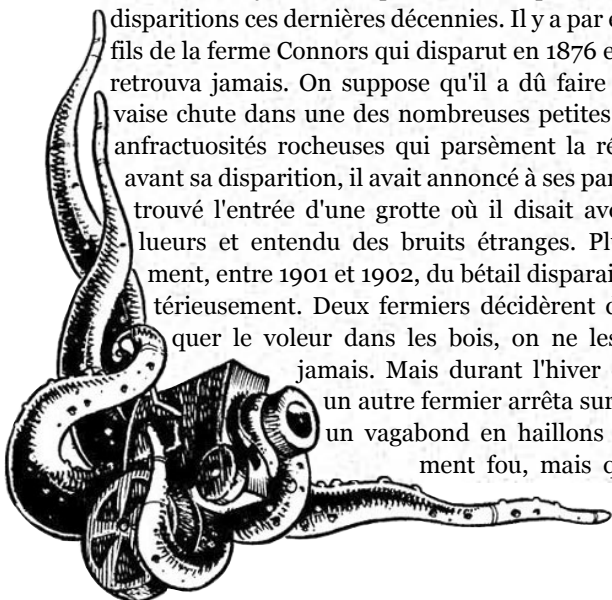 disparitions ces dernières décennies. Il y a par e
fils de la ferme Connors qui disparut en 1876 e
retrouva jamais. On suppose qu'il a dû faire
vaise chute dans une des nombreuses petites
anfractuosités rocheuses qui parsèment la ré
avant sa disparition, il avait annoncé à ses par
trouvé l'entrée d'une grotte où il disait av
lueurs et entendu des bruits étranges. Pl
ment, entre 1901 et 1902, du bétail disparai
térieusement. Deux fermiers décidèrent d
quer le voleur dans les bois, on ne les
jamais. Mais durant l'hiver
un autre fermier arrêta sur
un vagabond en haillons
ment fou, mais q